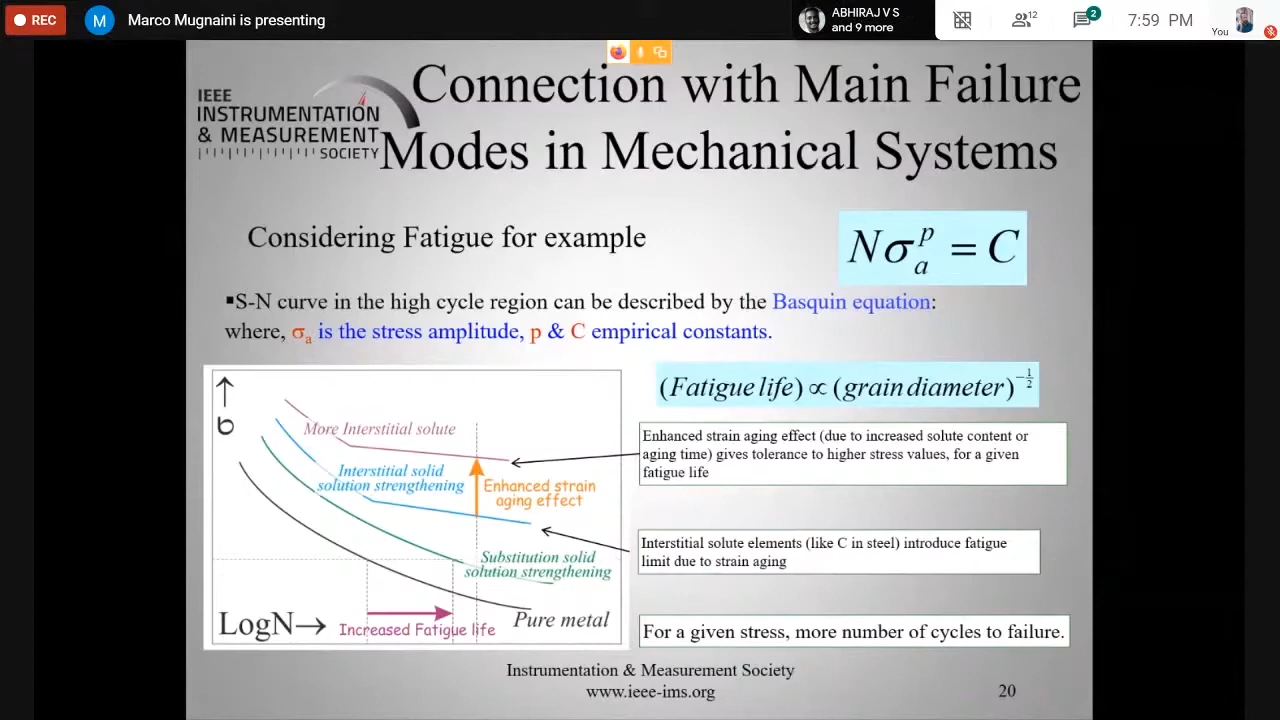 REC
M
Marco Mugnaini is presenting
ABHIRAJ V S
and 9 more
12
2
7:59 PM
You
IEEE
INSTRUMENTATION
& MEASUREMENT
SOCIETY
Connection with Main Failure
Modes in Mechanical Systems
Considering Fatigue for example
Nσₐᵖ = C
▪S-N curve in the high cycle region can be described by the Basquin equation:
where, σₐ is the stress amplitude, p & C empirical constants.
(Fatigue life) ∝ (grain diameter)^(-1/2)
σ →
More Interstitial solute
Interstitial solid
solution strengthening
Enhanced strain
aging effect
Substitution solid
solution strengthening
Pure metal
LogN→
Increased Fatigue life
Enhanced strain aging effect (due to increased solute content or
aging time) gives tolerance to higher stress values, for a given
fatigue life
Interstitial solute elements (like C in steel) introduce fatigue
limit due to strain aging
For a given stress, more number of cycles to failure.
Instrumentation & Measurement Society
www.ieee-ims.org
20